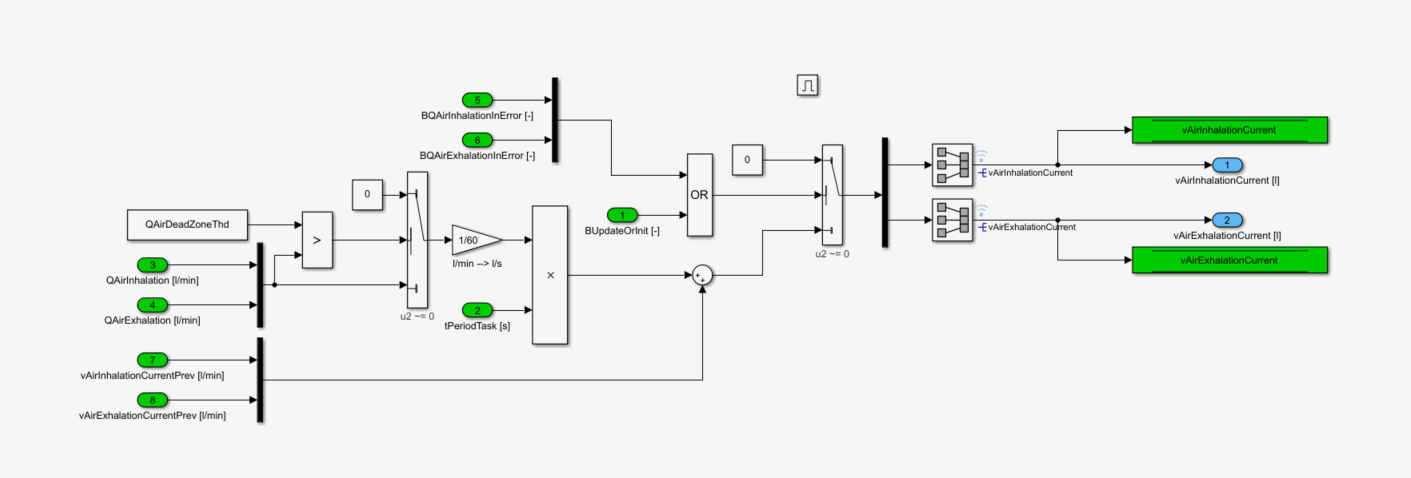 5
BQAirInhalationInError [-]
6
BQAirExhalationInError [-]
0
QAirDeadZoneThd
>
3
QAirInhalation [l/min]
4
QAirExhalation [l/min]
u2 ~= 0
1/60
l/min --> l/s
×
2
tPeriodTask [s]
7
vAirInhalationCurrentPrev [l/min]
8
vAirExhalationCurrentPrev [l/min]
1
BUpdateOrInit [-]
OR
0
u2 ~= 0
+
+
vAirInhalationCurrent
vAirInhalationCurrent
1
vAirInhalationCurrent [l]
vAirExhalationCurrent
2
vAirExhalationCurrent [l]
vAirExhalationCurrent